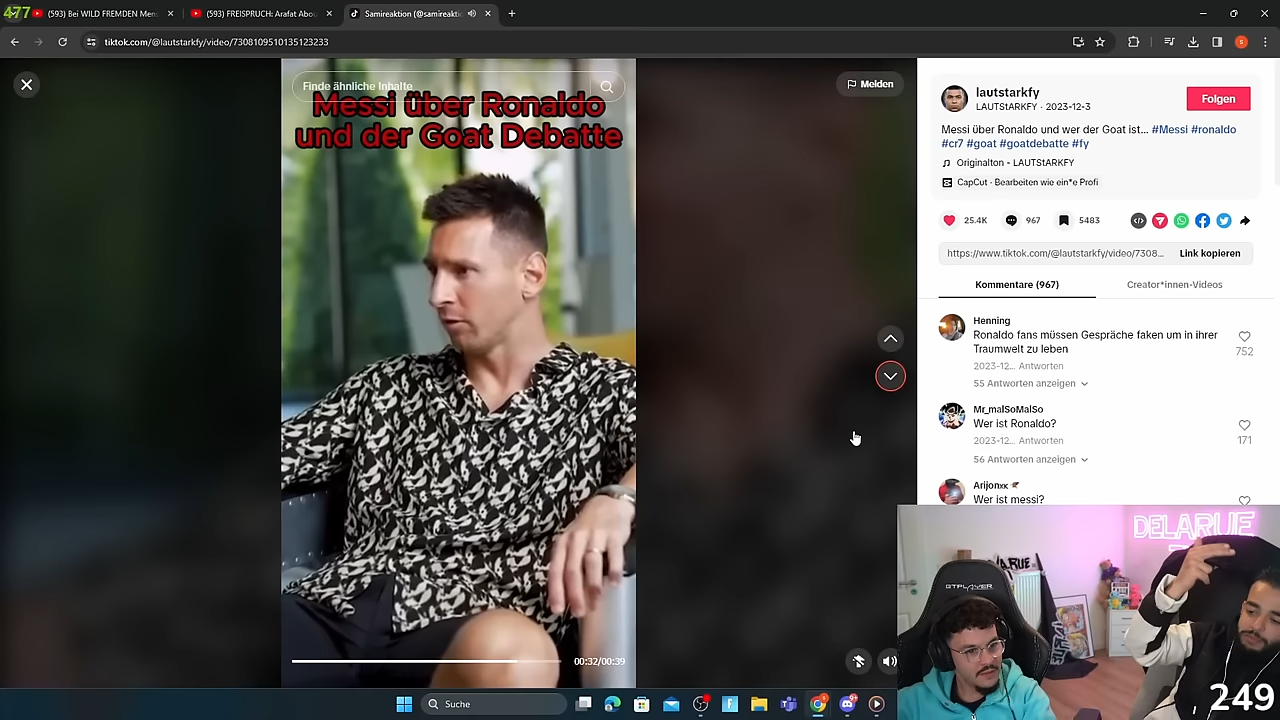 477
(593) Bei WILD FREMDEN Men
(593) FREISPRUCH: Arafat Abou
Samireaktion (@samireakti
tiktok.com/@lautstarkfy/video/7308109510135123233
Finde ähnliche Inhalte
Melden
Messi über Ronaldo
und der Goat Debatte
00:32/00:39
lautstarkfy
LAUTStARKFY · 2023-12-3
Folgen
Messi über Ronaldo und wer der Goat ist... #Messi #ronaldo
#cr7 #goat #goatdebatte #fy
Originalton - LAUTStARKFY
CapCut · Bearbeiten wie ein*e Profi
25.4K
967
5483
https://www.tiktok.com/@lautstarkfy/video/7308...
Link kopieren
Kommentare (967)
Creator*innen-Videos
Henning
Ronaldo fans müssen Gespräche faken um in ihrer
Traumwelt zu leben
752
2023-12... Antworten
55 Antworten anzeigen
Mr_malSoMalSo
Wer ist Ronaldo?
171
2023-12... Antworten
56 Antworten anzeigen
Arijonxx
Wer ist messi?
DELARUE
GTPLAYER
249
Suche